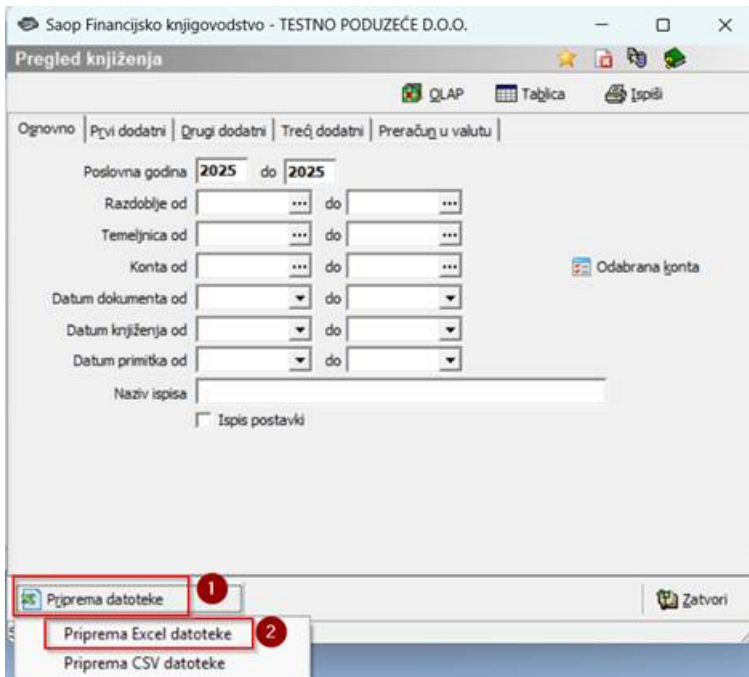 Saop Financijsko knjigovodstvo - TESTNO PODUZEĆE D.O.O.
Pregled knjiženja
OLAP Tablica Ispiši
Osnovno Prvi dodatni Drugi dodatni Treći dodatni Preračun u valutu
Poslovna godina 2025 do 2025
Razdoblje od ... do ...
Temeljnica od ... do ...
Konta od ... do ... Odabrana konta
Datum dokumenta od do
Datum knjiženja od do
Datum primitka od do
Naziv ispisa
Ispis postavki
Priprema datoteke 1 Zatvori
Priprema Excel datoteke 2
Priprema CSV datoteke